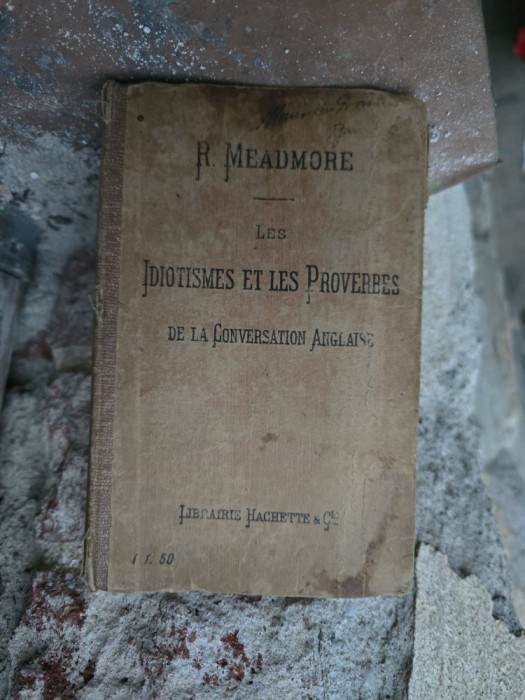 R. MEADMORE
LES
IDIOTISMES ET LES PROVERBES
DE LA CONVERSATION ANGLAISE
LIBRAIRIE HACHETTE & Cie
1 f. 50